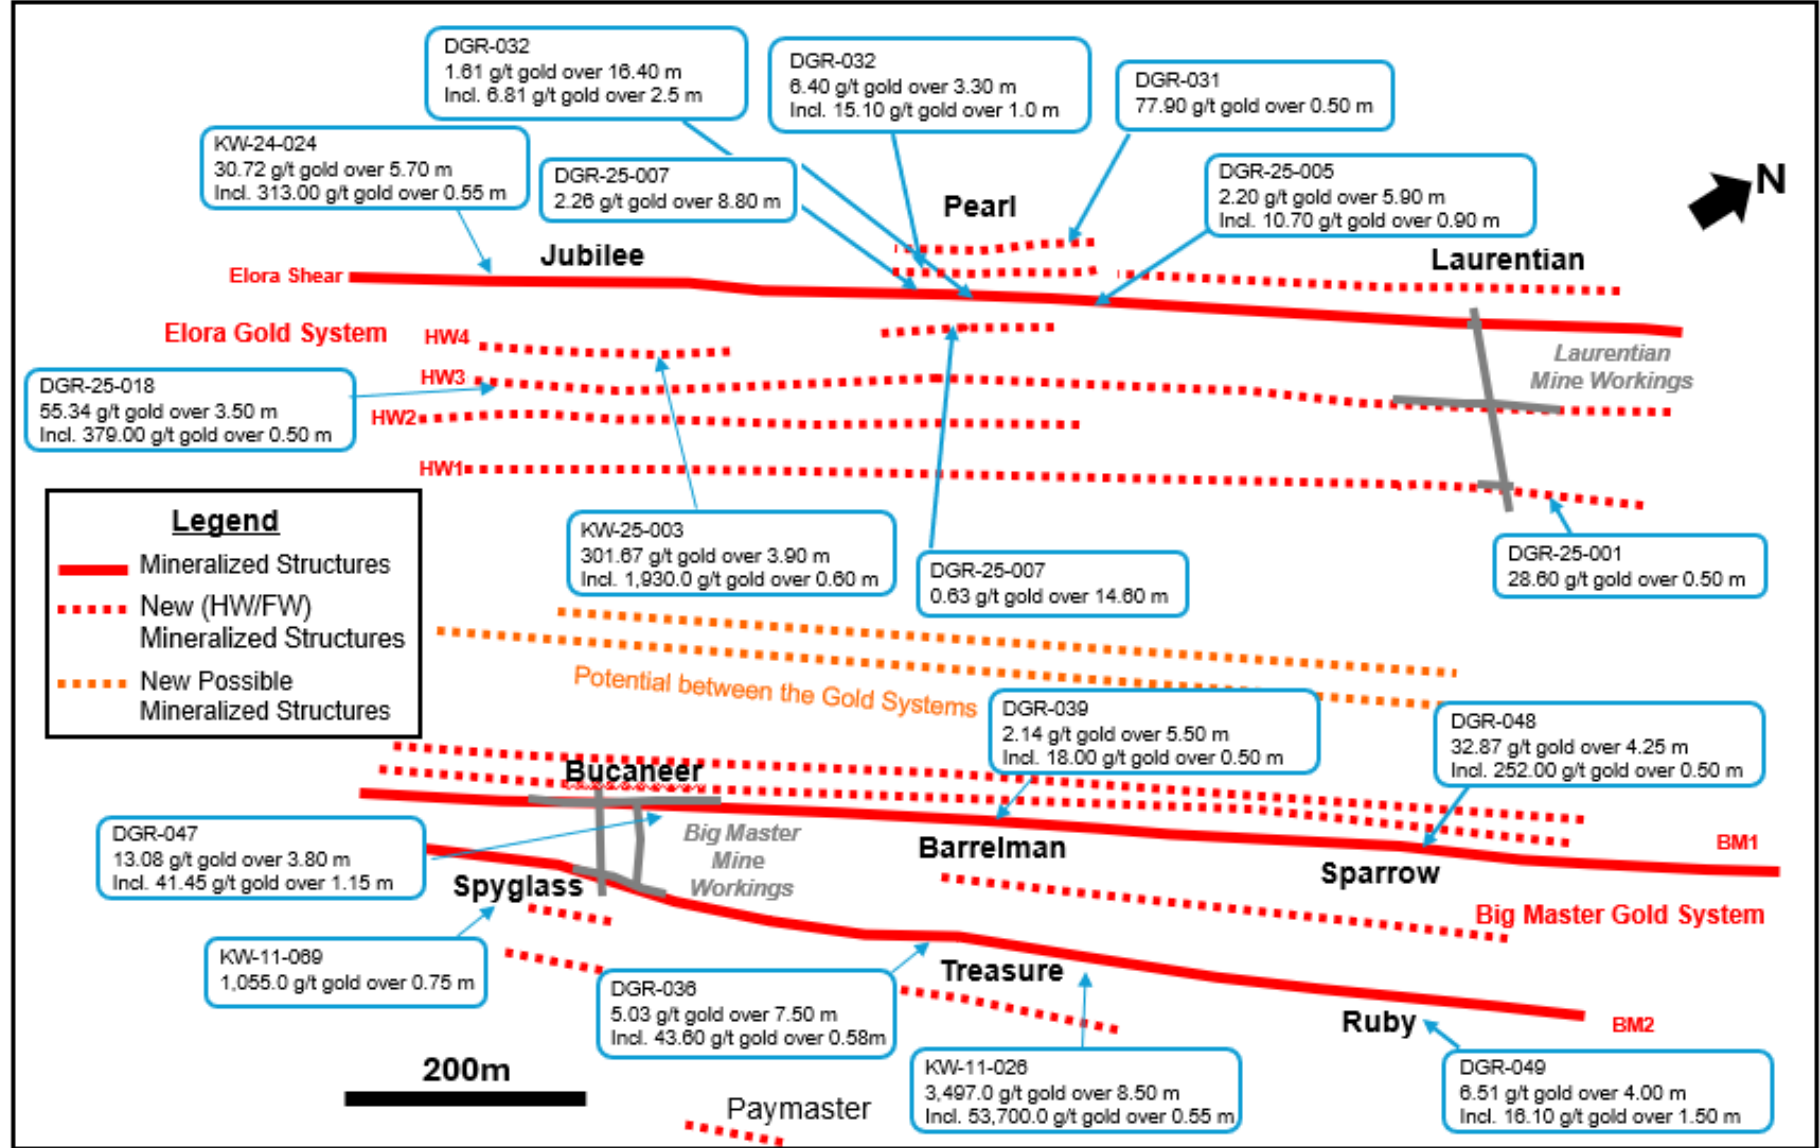 DGR-032
1.61 g/t gold over 16.40 m
Incl. 6.81 g/t gold over 2.5 m
DGR-032
6.40 g/t gold over 3.30 m
Incl. 15.10 g/t gold over 1.0 m
DGR-031
77.90 g/t gold over 0.50 m
KW-24-024
30.72 g/t gold over 5.70 m
Incl. 313.00 g/t gold over 0.55 m
DGR-25-007
2.26 g/t gold over 8.80 m
DGR-25-005
2.20 g/t gold over 5.90 m
Incl. 10.70 g/t gold over 0.90 m
N
Pearl
Jubilee
Laurentian
Elora Shear
Elora Gold System
HW4
HW3
HW2
HW1
Laurentian
Mine Workings
DGR-25-018
55.34 g/t gold over 3.50 m
Incl. 379.00 g/t gold over 0.50 m
Legend
Mineralized Structures
New (HW/FW)
Mineralized Structures
New Possible
Mineralized Structures
KW-25-003
301.67 g/t gold over 3.90 m
Incl. 1,930.0 g/t gold over 0.60 m
DGR-25-007
0.63 g/t gold over 14.60 m
DGR-25-001
28.60 g/t gold over 0.50 m
Potential between the Gold Systems
DGR-039
2.14 g/t gold over 5.50 m
Incl. 18.00 g/t gold over 0.50 m
DGR-048
32.87 g/t gold over 4.25 m
Incl. 252.00 g/t gold over 0.50 m
Bucaneer
DGR-047
13.08 g/t gold over 3.80 m
Incl. 41.45 g/t gold over 1.15 m
Big Master
Mine
Workings
Barrelman
Sparrow
BM1
Spyglass
Big Master Gold System
KW-11-069
1,055.0 g/t gold over 0.75 m
DGR-036
5.03 g/t gold over 7.50 m
Incl. 43.60 g/t gold over 0.58m
Treasure
Ruby
BM2
200m
KW-11-026
3,497.0 g/t gold over 8.50 m
Incl. 53,700.0 g/t gold over 0.55 m
DGR-049
6.51 g/t gold over 4.00 m
Incl. 16.10 g/t gold over 1.50 m
Paymaster